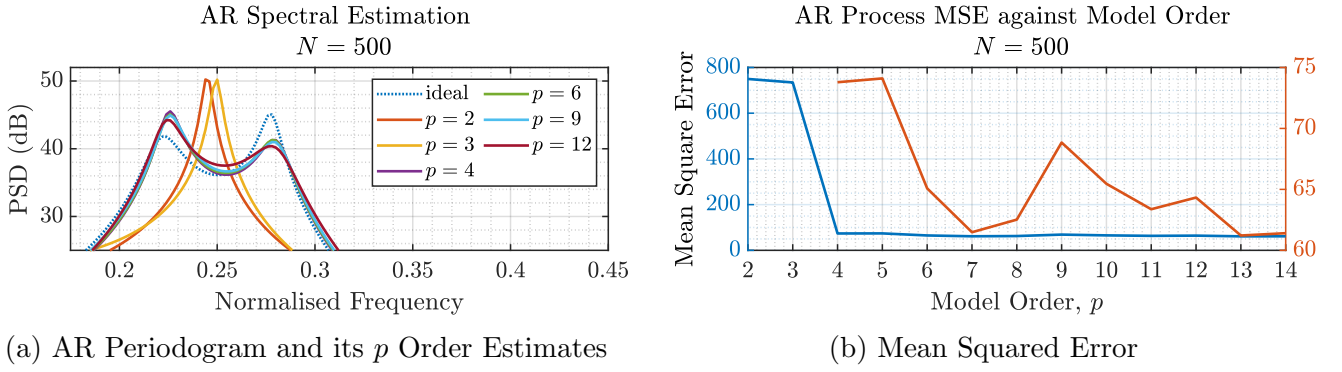 AR Spectral Estimation
N = 500
PSD (dB)
50
40
30
ideal
p = 2
p = 3
p = 4
p = 6
p = 9
p = 12
0.2
0.25
0.3
0.35
0.4
0.45
Normalised Frequency
(a) AR Periodogram and its p Order Estimates
AR Process MSE against Model Order
N = 500
Mean Square Error
800
600
400
200
0
75
70
65
60
2 3 4 5 6 7 8 9 10 11 12 13 14
Model Order, p
(b) Mean Squared Error